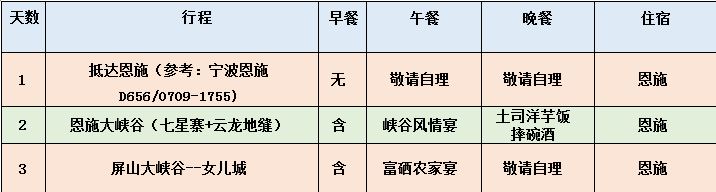 天数 行程 早餐 午餐 晚餐 住宿
抵达恩施（参考：宁波恩施
1 无 敬请自理 敬请自理 恩施
D656/0709-1755)
土司洋芋饭
2 恩施大峡谷（七星寨+云龙地缝） 含 峡谷风情宴 恩施
摔碗酒
3 屏山大峡谷--女儿城 含 富硒农家宴 敬请自理 恩施